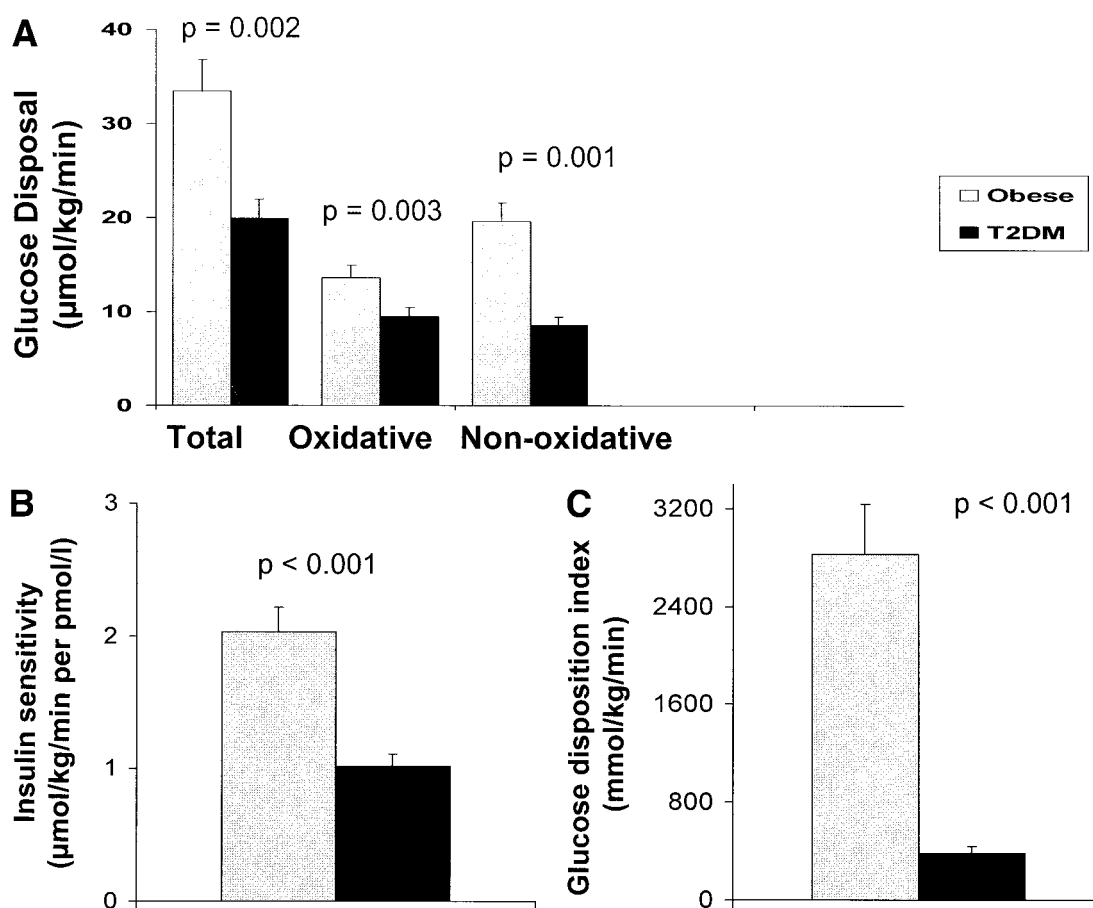 A
p = 0.002
40
30
20
10
0
Glucose Disposal
(µmol/kg/min)
p = 0.003
p = 0.001
Obese
T2DM
Total Oxidative Non-oxidative
B
3
2
1
0
Insulin sensitivity
(µmol/kg/min per pmol/l)
p < 0.001
C
3200
2400
1600
800
0
Glucose disposition index
(mmol/kg/min)
p < 0.001